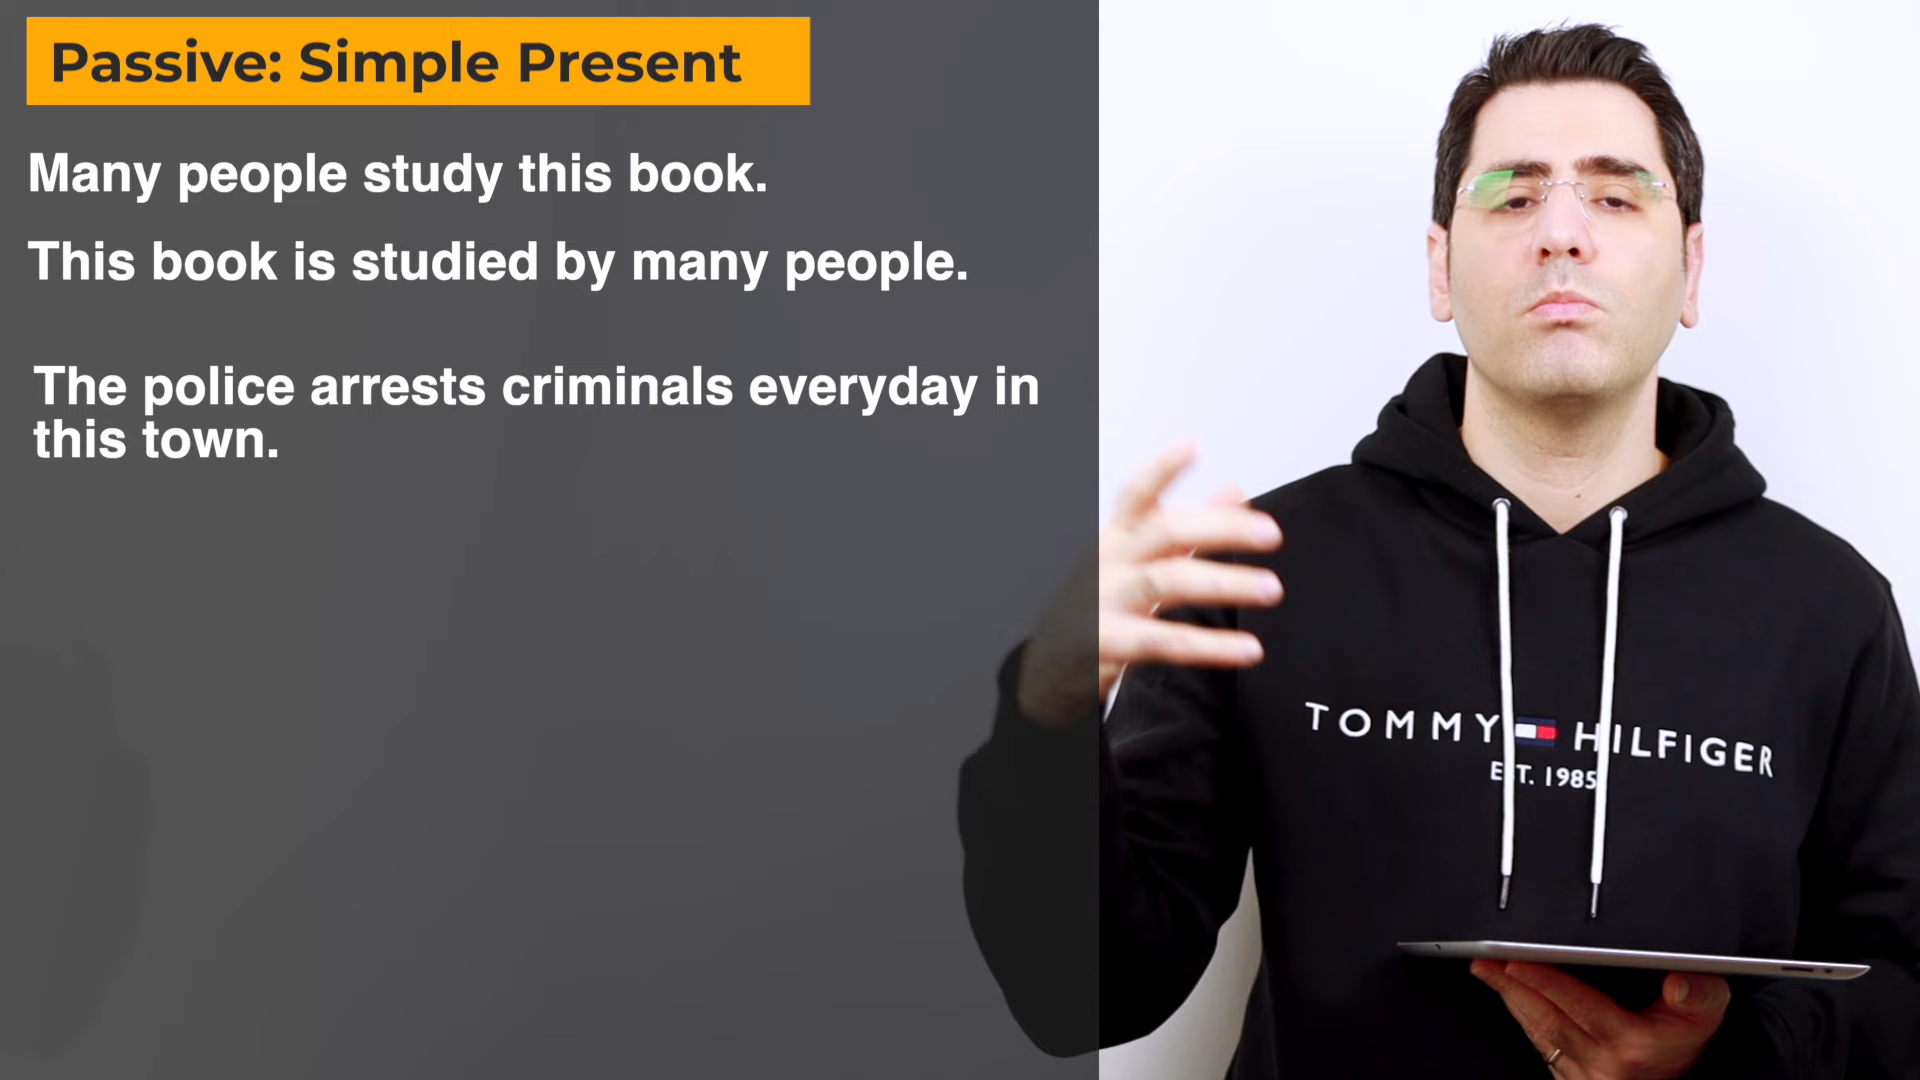 Passive: Simple Present
Many people study this book.
This book is studied by many people.
The police arrests criminals everyday in
this town.
TOMMY HILFIGER
EST. 1985